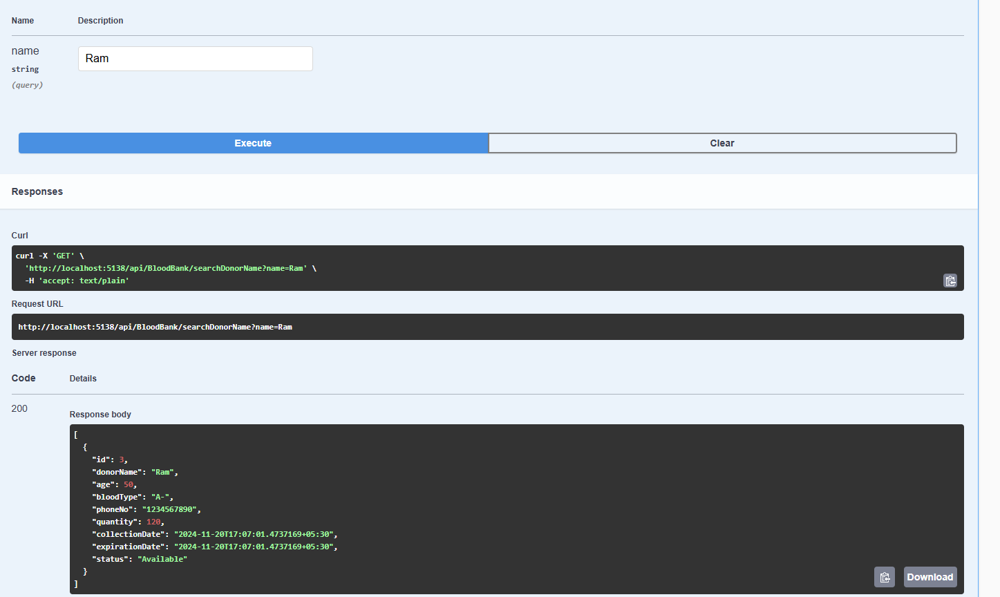 Name Description
name
string
(query)
Ram
Execute Clear
Responses
Curl
curl -X 'GET' \
  'http://localhost:5138/api/BloodBank/searchDonorName?name=Ram' \
  -H 'accept: text/plain'
Request URL
http://localhost:5138/api/BloodBank/searchDonorName?name=Ram
Server response
Code Details
200
Response body
[
  {
    "id": 3,
    "donorName": "Ram",
    "age": 50,
    "bloodType": "A-",
    "phoneNo": "1234567890",
    "quantity": 120,
    "collectionDate": "2024-11-20T17:07:01.4737169+05:30",
    "expirationDate": "2024-11-20T17:07:01.4737169+05:30",
    "status": "Available"
  }
]
Download